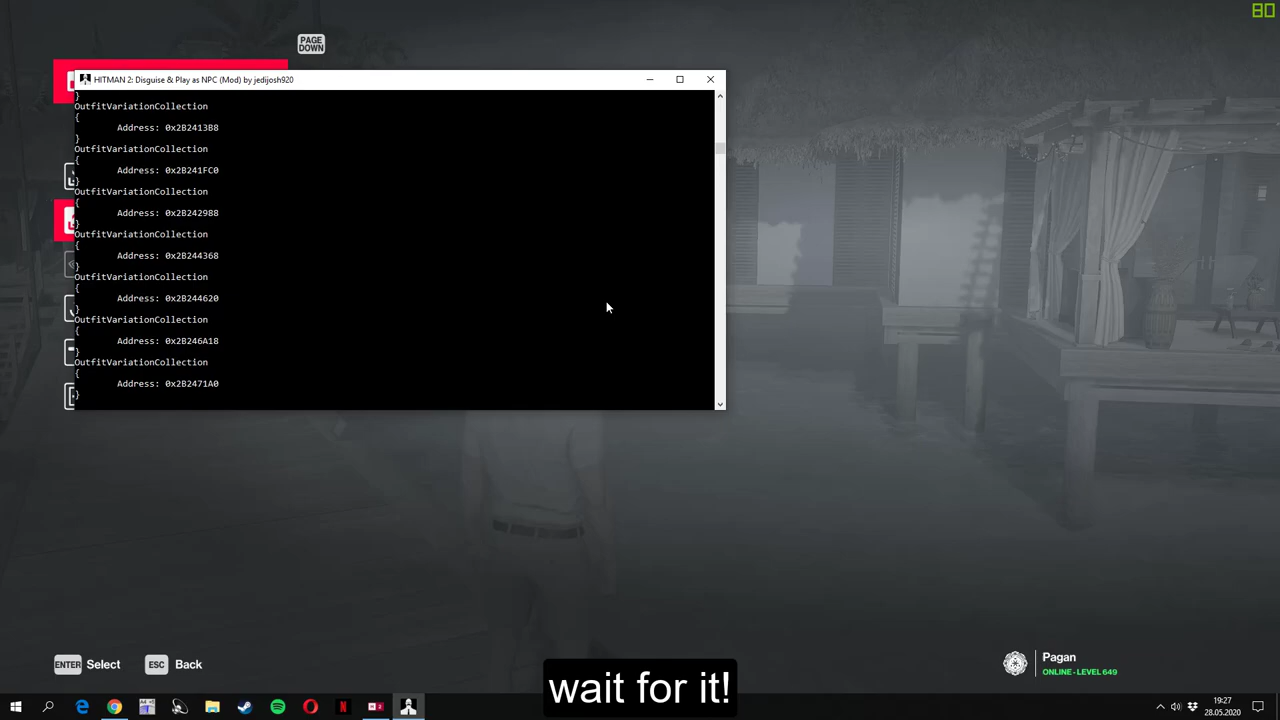 80
PAGE
DOWN
HITMAN 2: Disguise & Play as NPC (Mod) by jedijosh920
}
OutfitVariationCollection
{
Address: 0x2B2413B8
}
OutfitVariationCollection
{
Address: 0x2B241FC0
}
OutfitVariationCollection
{
Address: 0x2B2429B8
}
OutfitVariationCollection
{
Address: 0x2B244368
}
OutfitVariationCollection
{
Address: 0x2B244620
}
OutfitVariationCollection
{
Address: 0x2B246A18
}
OutfitVariationCollection
{
Address: 0x2B2471A0
}
ENTER Select ESC Back
Pagan
ONLINE - LEVEL 649
wait for it!
19:27
28.05.2020